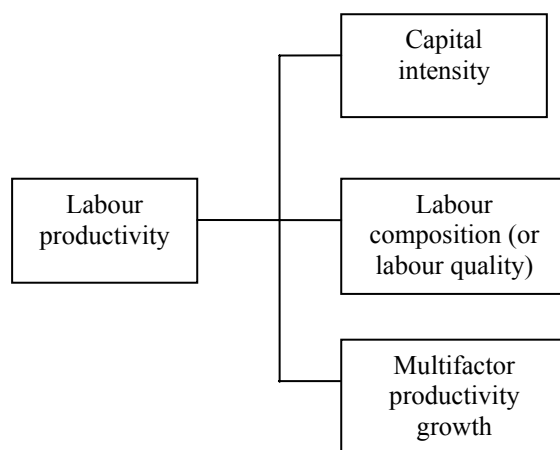 Capital
intensity
Labour
productivity
Labour
composition (or
labour quality)
Multifactor
productivity
growth